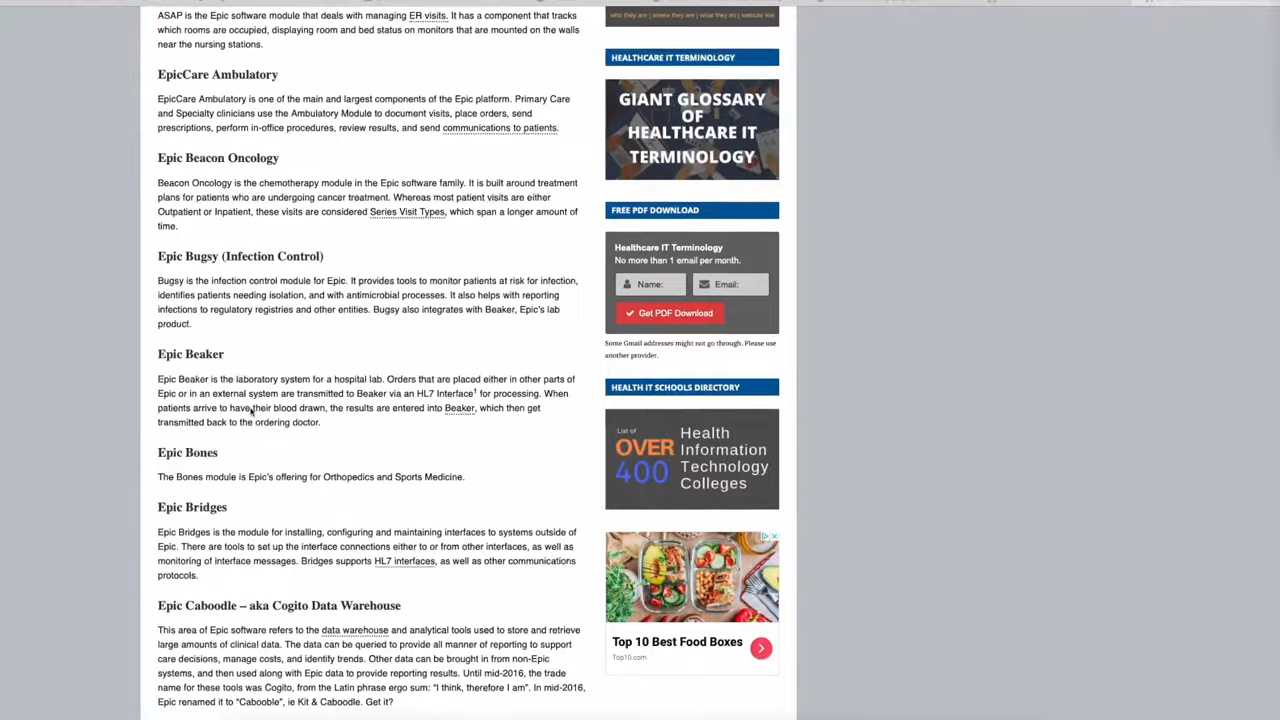 ASAP is the Epic software module that deals with managing ER visits. It has a component that tracks
which rooms are occupied, displaying room and bed status on monitors that are mounted on the walls
near the nursing stations.
EpicCare Ambulatory
EpicCare Ambulatory is one of the main and largest components of the Epic platform. Primary Care
and Specialty clinicians use the Ambulatory Module to document visits, place orders, send
prescriptions, perform in-office procedures, review results, and send communications to patients.
Epic Beacon Oncology
Beacon Oncology is the chemotherapy module in the Epic software family. It is built around treatment
plans for patients who are undergoing cancer treatment. Whereas most patient visits are either
Outpatient or Inpatient, these visits are considered Series Visit Types, which span a longer amount of
time.
Epic Bugsy (Infection Control)
Bugsy is the infection control module for Epic. It provides tools to monitor patients at risk for infection,
identifies patients needing isolation, and with antimicrobial processes. It also helps with reporting
infections to regulatory registries and other entities. Bugsy also integrates with Beaker, Epic's lab
product.
Epic Beaker
Epic Beaker is the laboratory system for a hospital lab. Orders that are placed either in other parts of
Epic or in an external system are transmitted to Beaker via an HL7 Interface¹ for processing. When
patients arrive to have their blood drawn, the results are entered into Beaker, which then get
transmitted back to the ordering doctor.
Epic Bones
The Bones module is Epic's offering for Orthopedics and Sports Medicine.
Epic Bridges
Epic Bridges is the module for installing, configuring and maintaining interfaces to systems outside of
Epic. There are tools to set up the interface connections either to or from other interfaces, as well as
monitoring of interface messages. Bridges supports HL7 interfaces, as well as other communications
protocols.
Epic Caboodle – aka Cogito Data Warehouse
This area of Epic software refers to the data warehouse and analytical tools used to store and retrieve
large amounts of clinical data. The data can be queried to provide all manner of reporting to support
care decisions, manage costs, and identify trends. Other data can be brought in from non-Epic
systems, and then used along with Epic data to provide reporting results. Until mid-2016, the trade
name for these tools was Cogito, from the Latin phrase ergo sum: "I think, therefore I am". In mid-2016,
Epic renamed it to "Cabooble", ie Kit & Caboodle. Get it?
who they are | where they are | what they do | website link
HEALTHCARE IT TERMINOLOGY
GIANT GLOSSARY
OF
HEALTHCARE IT
TERMINOLOGY
FREE PDF DOWNLOAD
Healthcare IT Terminology
No more than 1 email per month.
Name:
Email:
Get PDF Download
Some Gmail addresses might not go through. Please use
another provider.
HEALTH IT SCHOOLS DIRECTORY
List of
OVER
400
Health
Information
Technology
Colleges
Top 10 Best Food Boxes
Top10.com